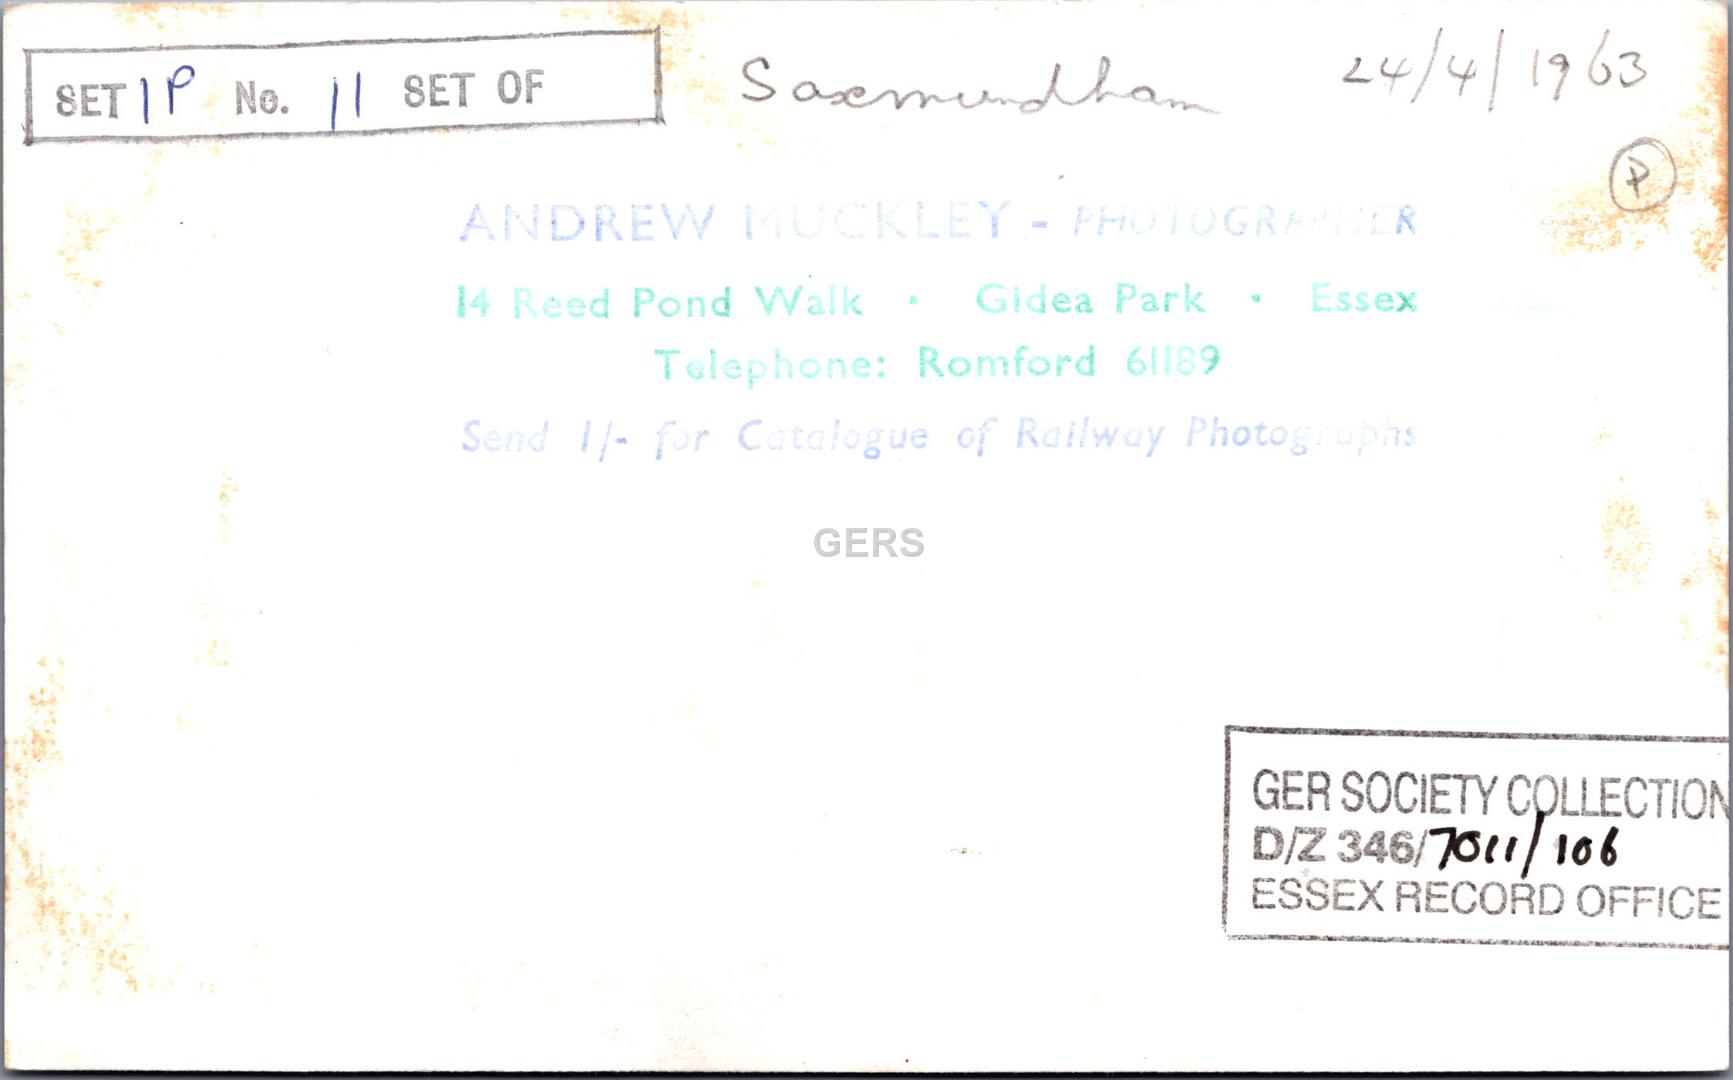 SET 1P No. 11 SET OF
Saxmundham 24/4/1963
P
ANDREW MUCKLEY - PHOTOGRAPHER
14 Reed Pond Walk · Gidea Park · Essex
Telephone: Romford 61189
Send 1/- for Catalogue of Railway Photographs
GERS
GER SOCIETY COLLECTION
D/Z 346/7011/106
ESSEX RECORD OFFICE